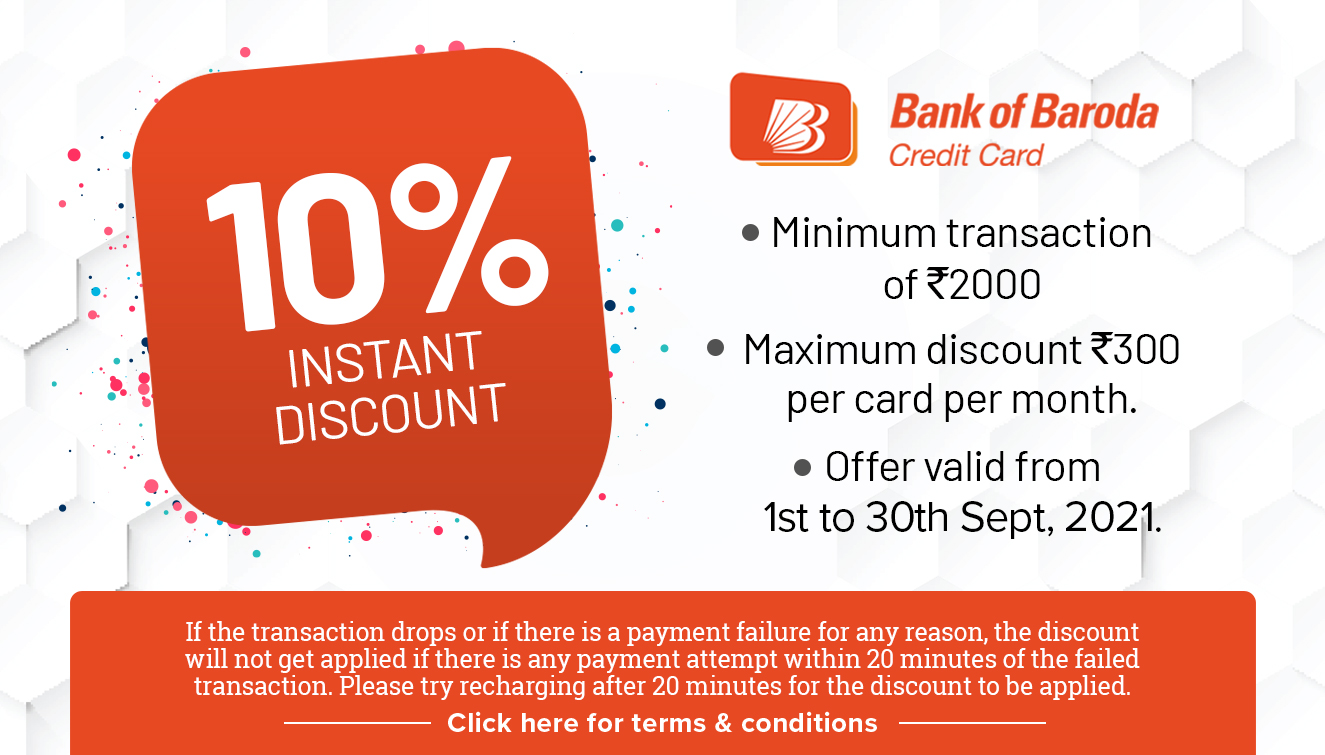 10%
INSTANT
DISCOUNT
Bank of Baroda
Credit Card
• Minimum transaction
of ₹2000
• Maximum discount ₹300
per card per month.
• Offer valid from
1st to 30th Sept, 2021.
If the transaction drops or if there is a payment failure for any reason, the discount
will not get applied if there is any payment attempt within 20 minutes of the failed
transaction. Please try recharging after 20 minutes for the discount to be applied.
Click here for terms & conditions